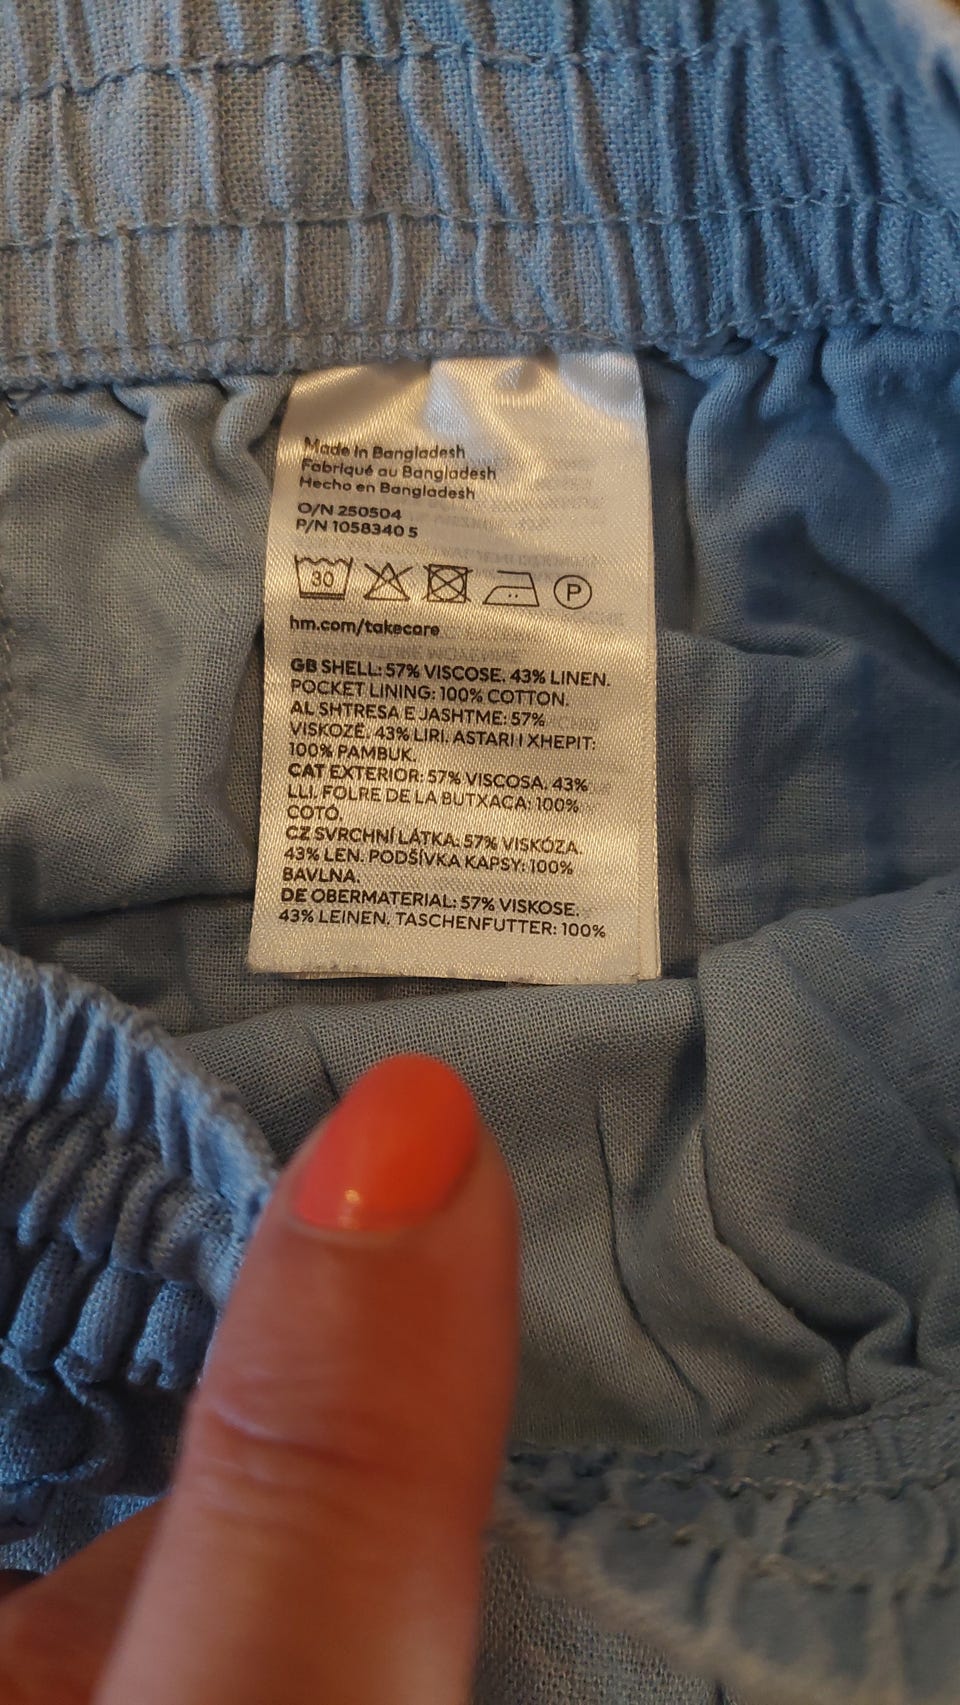 Made in Bangladesh
Fabriqué au Bangladesh
Hecho en Bangladesh
O/N 250504
P/N 1058340 5
30
P
hm.com/takecare
GB SHELL: 57% VISCOSE. 43% LINEN.
POCKET LINING: 100% COTTON.
AL SHTRESA E JASHTME: 57%
VISKOZË. 43% LIRI. ASTARI I XHEPIT:
100% PAMBUK.
CAT EXTERIOR: 57% VISCOSA. 43%
LLI. FOLRE DE LA BUTXACA: 100%
COTÓ.
CZ SVRCHNÍ LÁTKA: 57% VISKÓZA.
43% LEN. PODŠÍVKA KAPSY: 100%
BAVLNA.
DE OBERMATERIAL: 57% VISKOSE.
43% LEINEN. TASCHENFUTTER: 100%